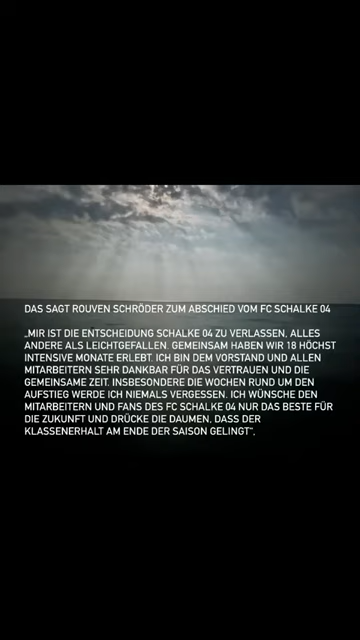 DAS SAGT ROUVEN SCHRÖDER ZUM ABSCHIED VOM FC SCHALKE 04
„MIR IST DIE ENTSCHEIDUNG SCHALKE 04 ZU VERLASSEN, ALLES
ANDERE ALS LEICHTGEFALLEN. GEMEINSAM HABEN WIR 18 HÖCHST
INTENSIVE MONATE ERLEBT. ICH BIN DEM VORSTAND UND ALLEN
MITARBEITERN SEHR DANKBAR FÜR DAS VERTRAUEN UND DIE
GEMEINSAME ZEIT. INSBESONDERE DIE WOCHEN RUND UM DEN
AUFSTIEG WERDE ICH NIEMALS VERGESSEN. ICH WÜNSCHE DEN
MITARBEITERN UND FANS DES FC SCHALKE 04 NUR DAS BESTE FÜR
DIE ZUKUNFT UND DRÜCKE DIE DAUMEN, DASS DER
KLASSENERHALT AM ENDE DER SAISON GELINGT“.